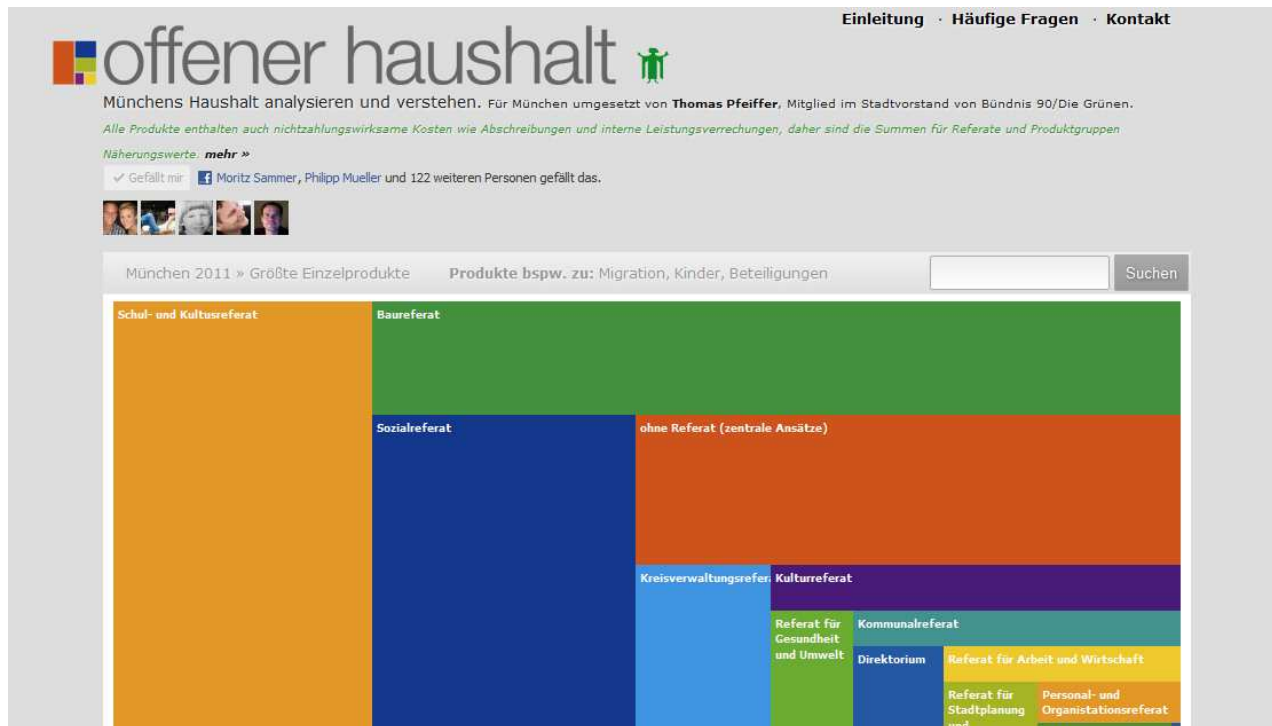 Einleitung · Häufige Fragen · Kontakt
offener haushalt
Münchens Haushalt analysieren und verstehen. Für München umgesetzt von Thomas Pfeiffer, Mitglied im Stadtvorstand von Bündnis 90/Die Grünen.
Alle Produkte enthalten auch nichtzahlungswirksame Kosten wie Abschreibungen und interne Leistungsverrechungen, daher sind die Summen für Referate und Produktgruppen
Näherungswerte. mehr »
Gefällt mir Moritz Sammer, Philipp Mueller und 122 weiteren Personen gefällt das.
München 2011 » Größte Einzelprodukte Produkte bspw. zu: Migration, Kinder, Beteiligungen Suchen
Schul- und Kultusreferat
Baureferat
Sozialreferat
ohne Referat (zentrale Ansätze)
Kreisverwaltungsrefer
Kulturreferat
Referat für
Gesundheit
und Umwelt
Kommunalreferat
Direktorium
Referat für Arbeit und Wirtschaft
Referat für
Stadtplanung
und
Personal- und
Organistationsreferat